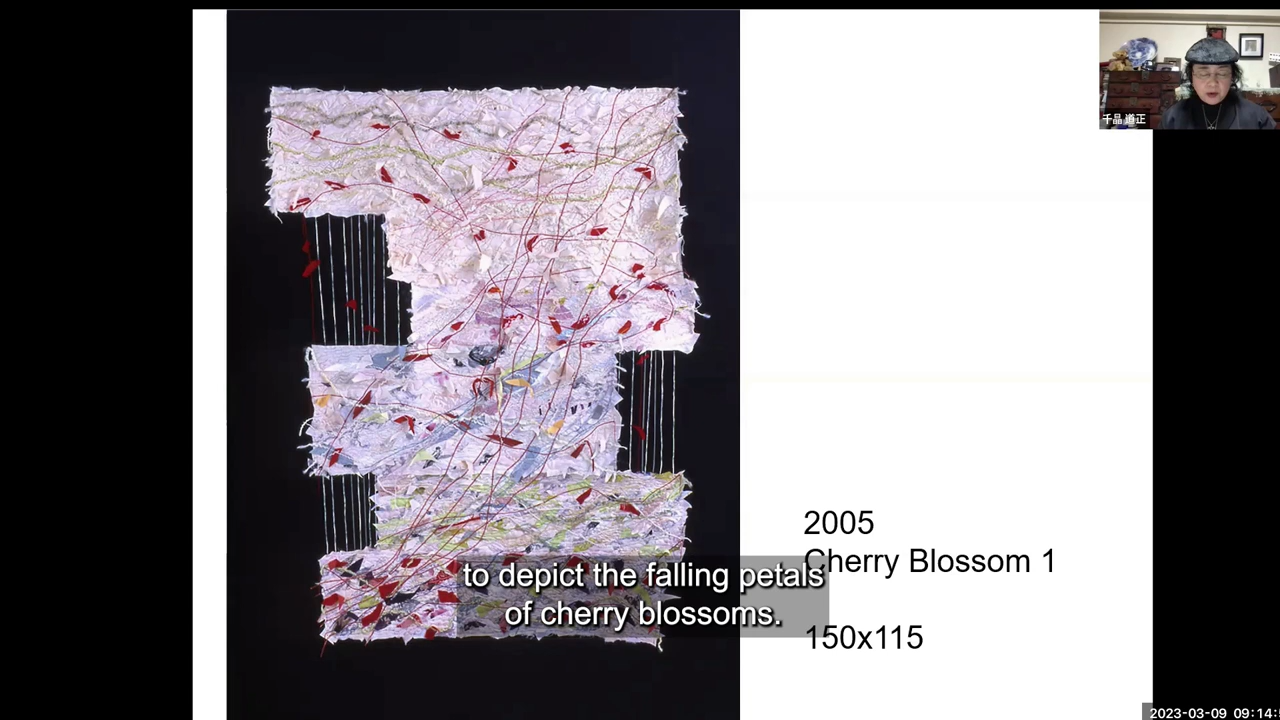 千晶 道正
2005
Cherry Blossom 1
to depict the falling petals
of cherry blossoms.
150x115
2023-03-09 09:14:5